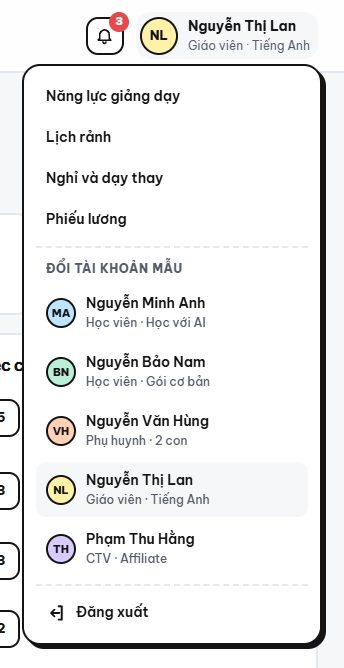 3
NL
Nguyễn Thị Lan
Giáo viên · Tiếng Anh
Năng lực giảng dạy
Lịch rảnh
Nghỉ và dạy thay
Phiếu lương
ĐỔI TÀI KHOẢN MẪU
MA
Nguyễn Minh Anh
Học viên · Học với AI
BN
Nguyễn Bảo Nam
Học viên · Gói cơ bản
VH
Nguyễn Văn Hùng
Phụ huynh · 2 con
NL
Nguyễn Thị Lan
Giáo viên · Tiếng Anh
TH
Phạm Thu Hằng
CTV · Affiliate
Đăng xuất